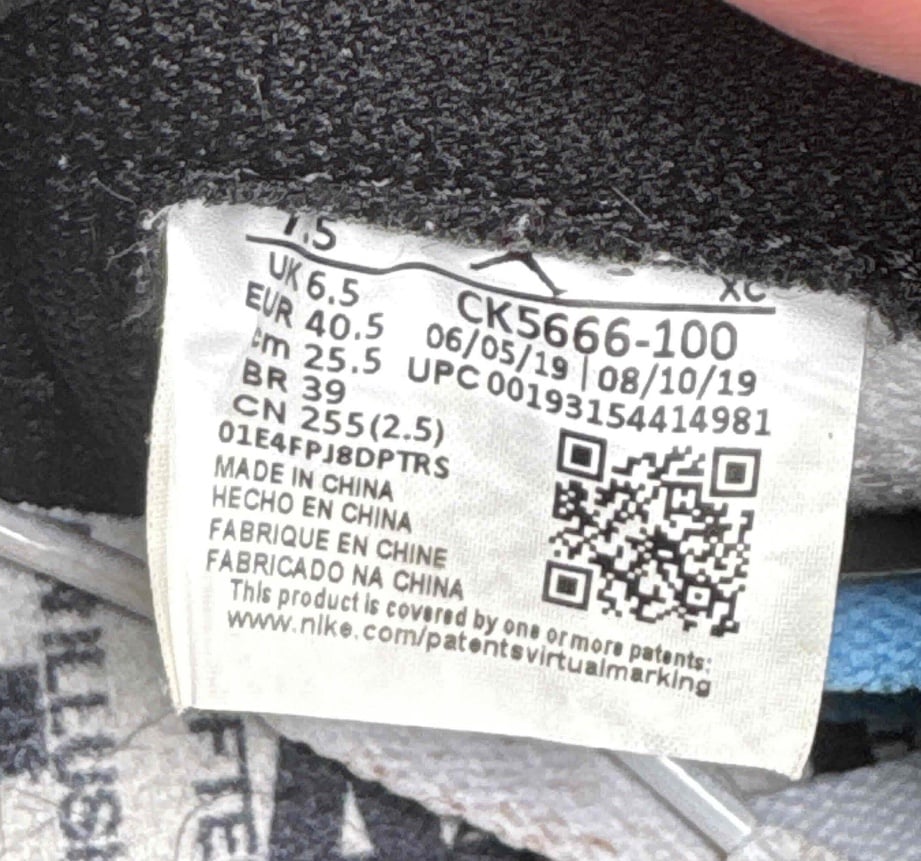 7.5
XC
UK 6.5
EUR 40.5
cm 25.5
BR 39
CN 255(2.5)
CK5666-100
06/05/19 | 08/10/19
UPC 00193154414981
01E4FPJ8DPTRS
MADE IN CHINA
HECHO EN CHINA
FABRIQUE EN CHINE
FABRICADO NA CHINA
This product is covered by one or more patents:
www.nike.com/patentsvirtualmarking